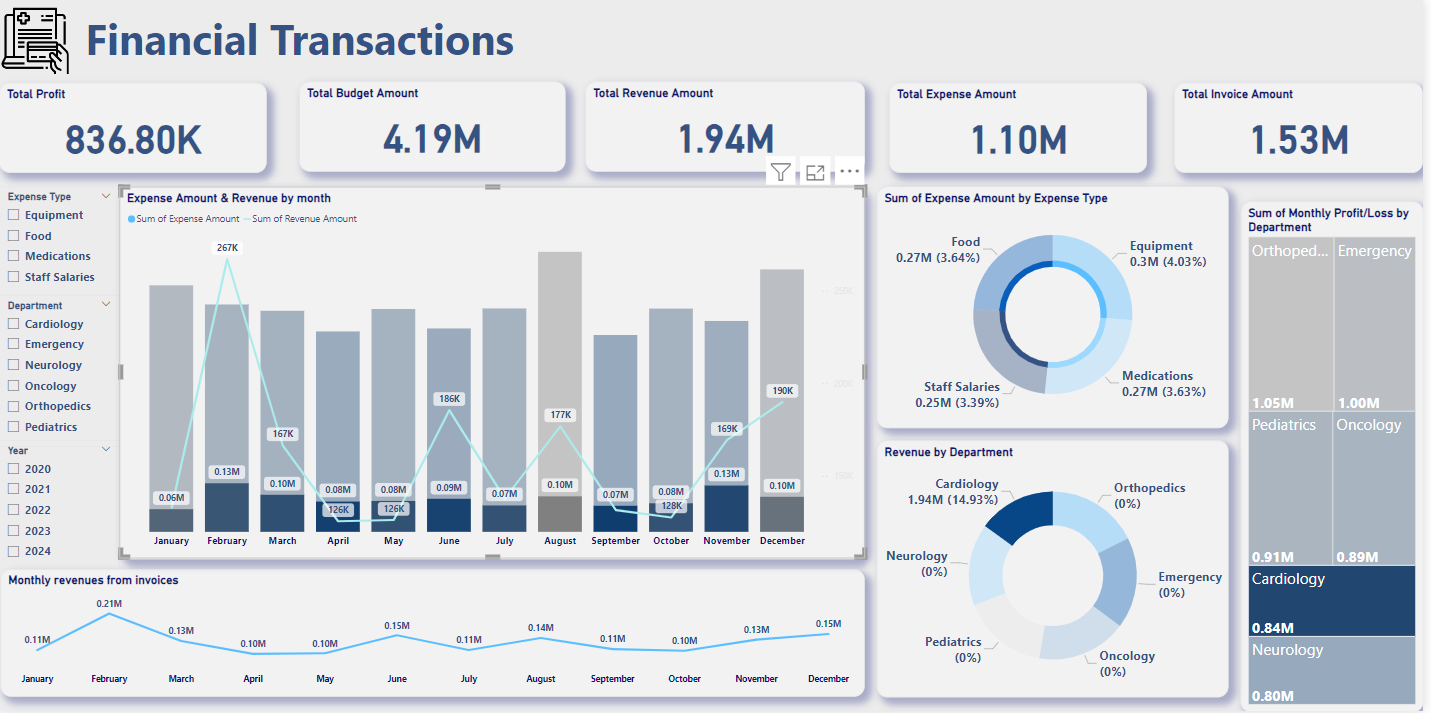 Financial Transactions
Total Profit
836.80K
Total Budget Amount
4.19M
Total Revenue Amount
1.94M
Total Expense Amount
1.10M
Total Invoice Amount
1.53M
Expense Type
Equipment
Food
Medications
Staff Salaries
Department
Cardiology
Emergency
Neurology
Oncology
Orthopedics
Pediatrics
Year
2020
2021
2022
2023
2024
Expense Amount & Revenue by month
Sum of Expense Amount Sum of Revenue Amount
267K
250K
200K
190K
186K
177K
169K
167K
150K
0.06M 0.13M 0.10M 0.08M 0.08M 0.09M 0.07M 0.10M 0.07M 0.08M 0.13M 0.10M
126K 126K 128K
January February March April May June July August September October November December
Monthly revenues from invoices
0.11M 0.21M 0.13M 0.10M 0.10M 0.15M 0.11M 0.14M 0.11M 0.10M 0.13M 0.15M
January February March April May June July August September October November December
Sum of Expense Amount by Expense Type
Food
0.27M (3.64%)
Equipment
0.3M (4.03%)
Staff Salaries
0.25M (3.39%)
Medications
0.27M (3.63%)
Revenue by Department
Cardiology
1.94M (14.93%)
Orthopedics
(0%)
Neurology
(0%)
Emergency
(0%)
Pediatrics
(0%)
Oncology
(0%)
Sum of Monthly Profit/Loss by
Department
Orthoped... Emergency
1.05M 1.00M
Pediatrics Oncology
0.91M 0.89M
Cardiology
0.84M
Neurology
0.80M